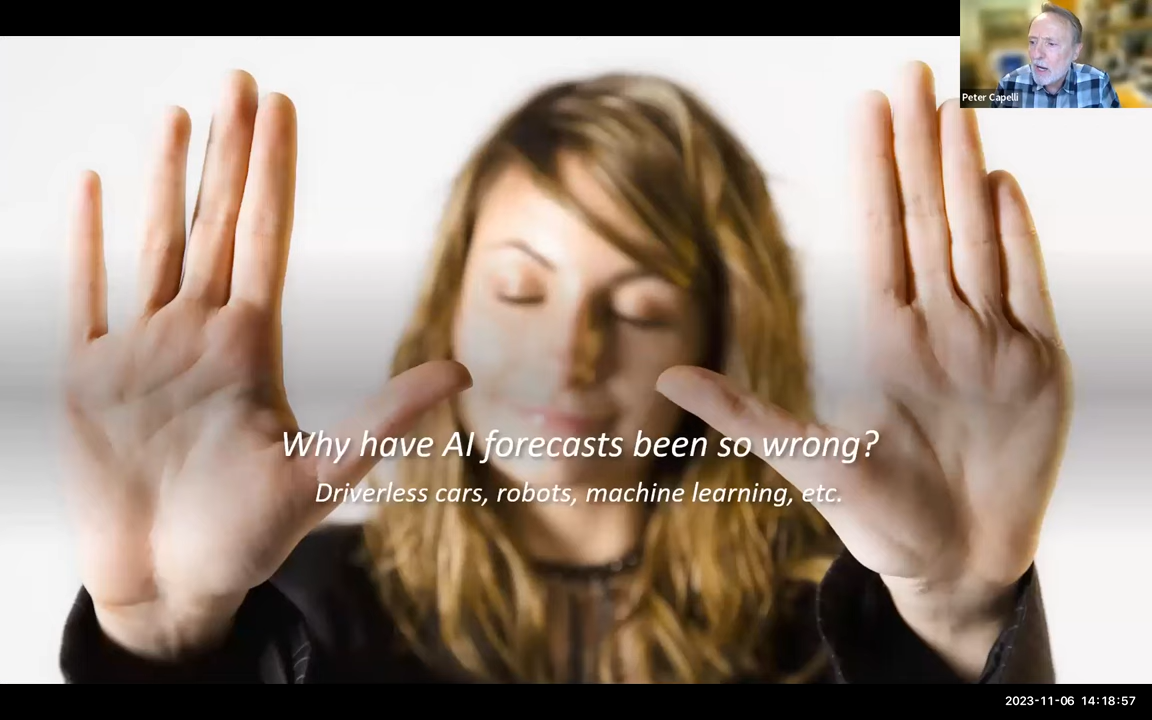 Peter Capelli
Why have AI forecasts been so wrong?
Driverless cars, robots, machine learning, etc.
2023-11-06 14:18:57